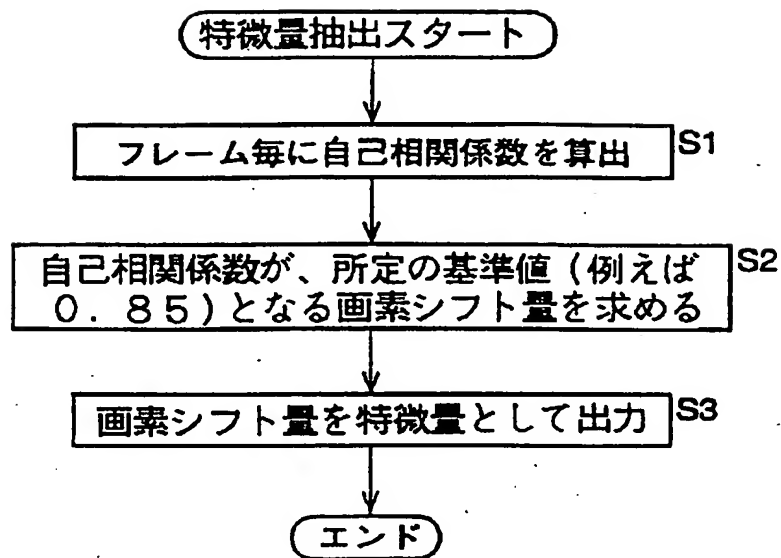 特微量抽出スタート
フレーム毎に自己相関係数を算出 S1
自己相関係数が、所定の基準値(例えば S2
0.85)となる画素シフト量を求める
画素シフト量を特微量として出力 S3
エンド